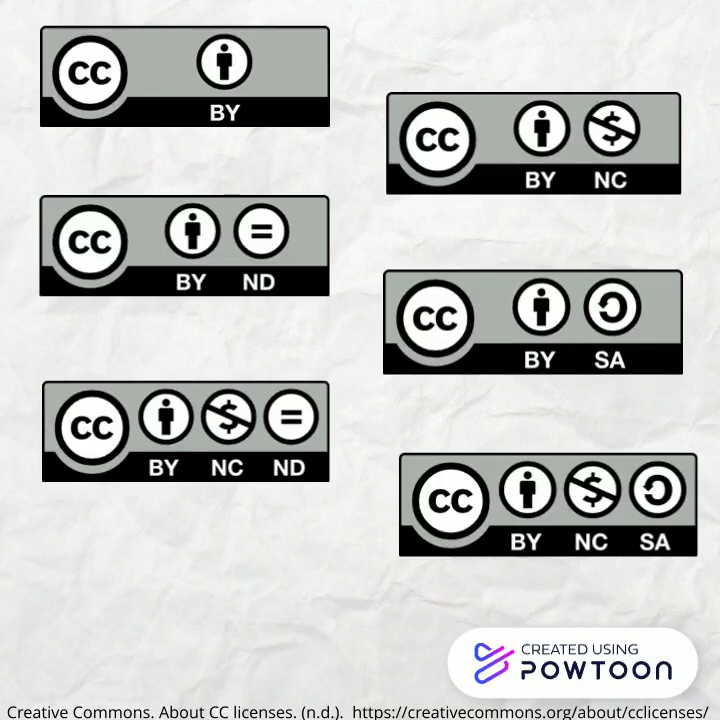 CC BY
CC BY NC
CC BY ND
CC BY SA
CC BY NC ND
CC BY NC SA
CREATED USING
POWTOON
Creative Commons. About CC licenses. (n.d.).  https://creativecommons.org/about/cclicenses/